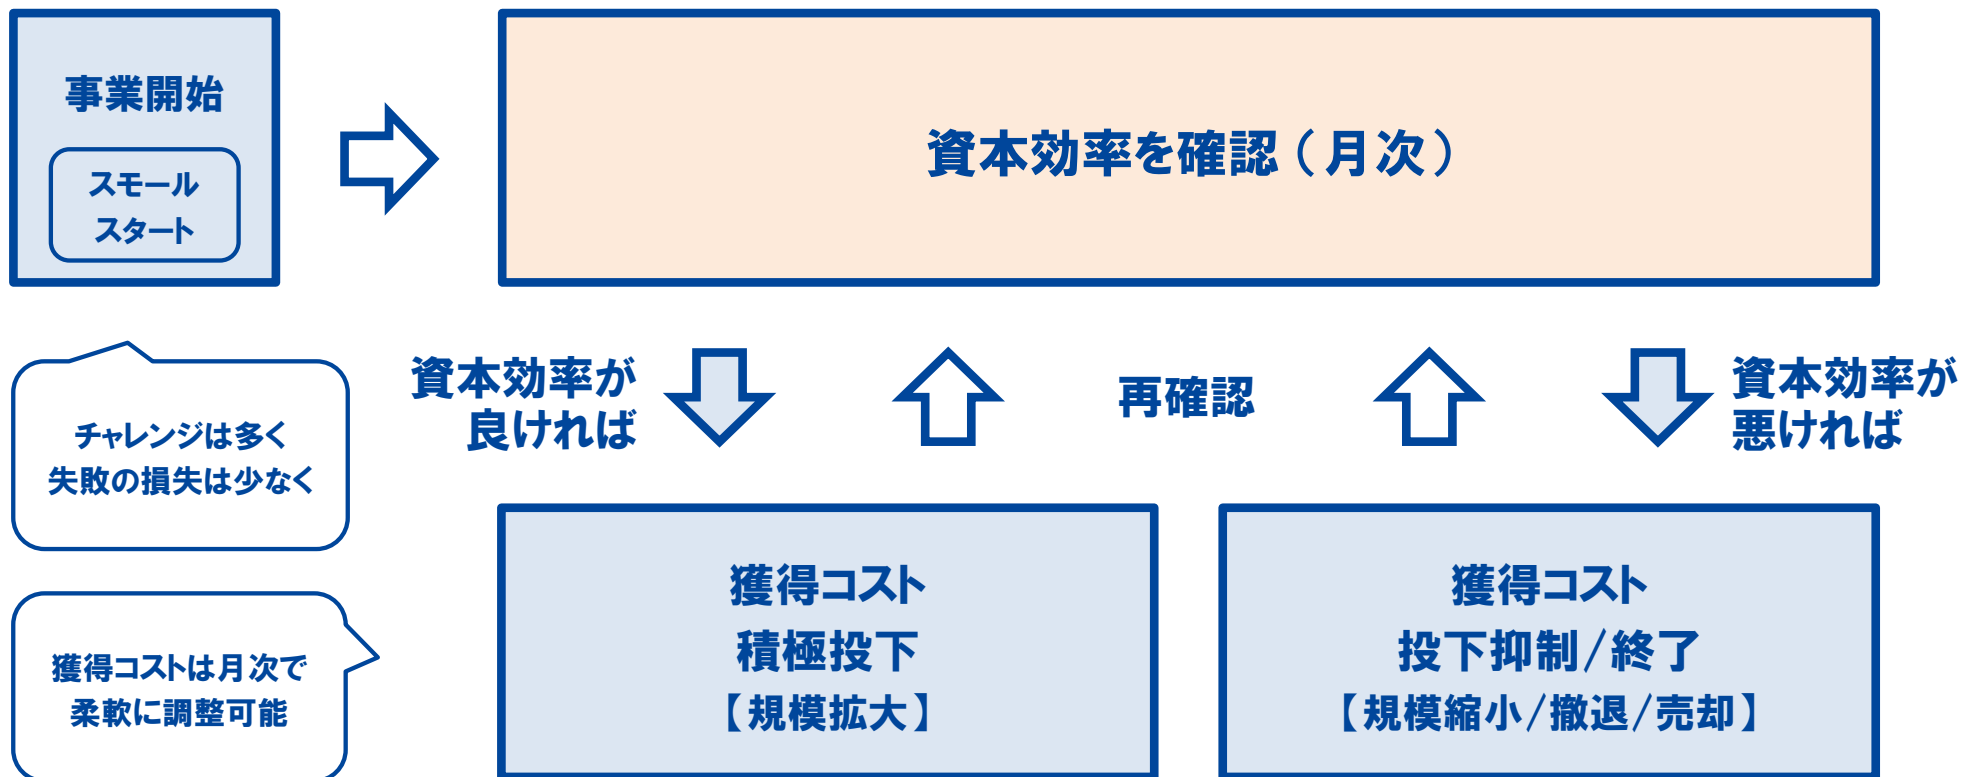 事業開始
スモール
スタート
資本効率を確認（月次）
チャレンジは多く
失敗の損失は少なく
資本効率が
良ければ
再確認
資本効率が
悪ければ
獲得コストは月次で
柔軟に調整可能
獲得コスト
積極投下
【規模拡大】
獲得コスト
投下抑制/終了
【規模縮小/撤退/売却】